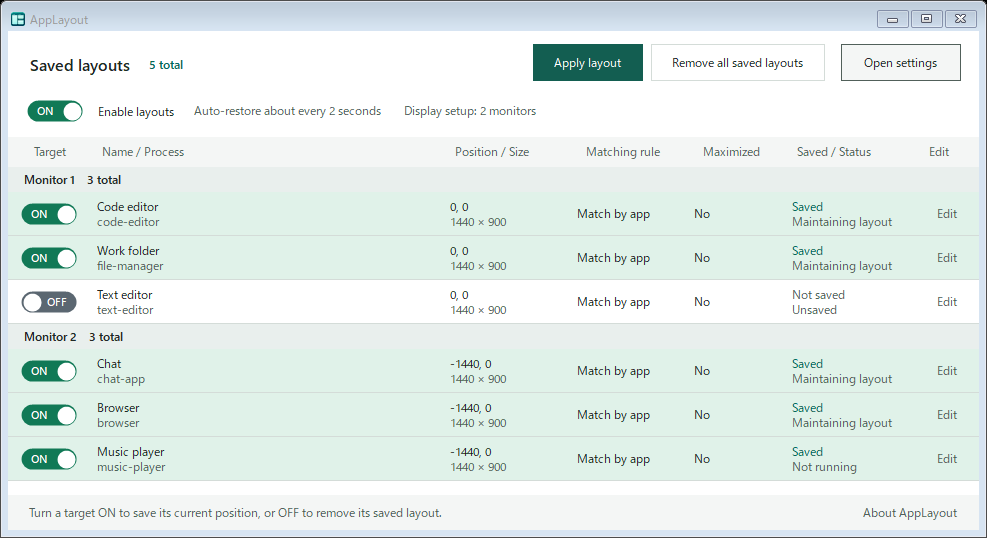 AppLayout
Saved layouts 5 total Apply layout Remove all saved layouts Open settings
ON Enable layouts Auto-restore about every 2 seconds Display setup: 2 monitors
Target Name / Process Position / Size Matching rule Maximized Saved / Status Edit
Monitor 1 3 total
ON Code editor 0, 0 Match by app No Saved Edit
code-editor 1440 × 900 Maintaining layout
ON Work folder 0, 0 Match by app No Saved Edit
file-manager 1440 × 900 Maintaining layout
OFF Text editor 0, 0 Match by app No Not saved Edit
text-editor 1440 × 900 Unsaved
Monitor 2 3 total
ON Chat -1440, 0 Match by app No Saved Edit
chat-app 1440 × 900 Maintaining layout
ON Browser -1440, 0 Match by app No Saved Edit
browser 1440 × 900 Maintaining layout
ON Music player -1440, 0 Match by app No Saved Edit
music-player 1440 × 900 Not running
Turn a target ON to save its current position, or OFF to remove its saved layout. About AppLayout